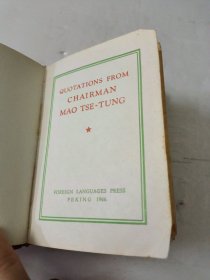 QUOTATIONS FROM
CHAIRMAN
MAO TSE-TUNG
FOREIGN LANGUAGES PRESS
PEKING 1966